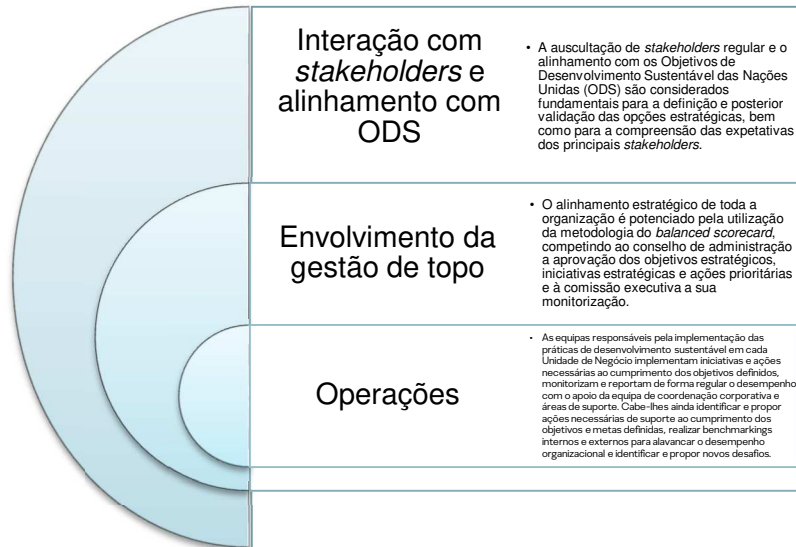 Interação com
stakeholders e
alinhamento com
ODS
• A auscultação de stakeholders regular e o
alinhamento com os Objetivos de
Desenvolvimento Sustentável das Nações
Unidas (ODS) são considerados
fundamentais para a definição e posterior
validação das opções estratégicas, bem
como para a compreensão das expetativas
dos principais stakeholders.
Envolvimento da
gestão de topo
• O alinhamento estratégico de toda a
organização é potenciado pela utilização
da metodologia do balanced scorecard,
competindo ao conselho de administração
a aprovação dos objetivos estratégicos,
iniciativas estratégicas e ações prioritárias
e à comissão executiva a sua
monitorização.
Operações
• As equipas responsáveis pela implementação das
práticas de desenvolvimento sustentável em cada
Unidade de Negócio implementam iniciativas e ações
necessárias ao cumprimento dos objetivos definidos,
monitorizam e reportam de forma regular o desempenho
com o apoio da equipa de coordenação corporativa e
áreas de suporte. Cabe-lhes ainda identificar e propor
ações necessárias de suporte ao cumprimento dos
objetivos e metas definidas, realizar benchmarkings
internos e externos para alavancar o desempenho
organizacional e identificar e propor novos desafios.